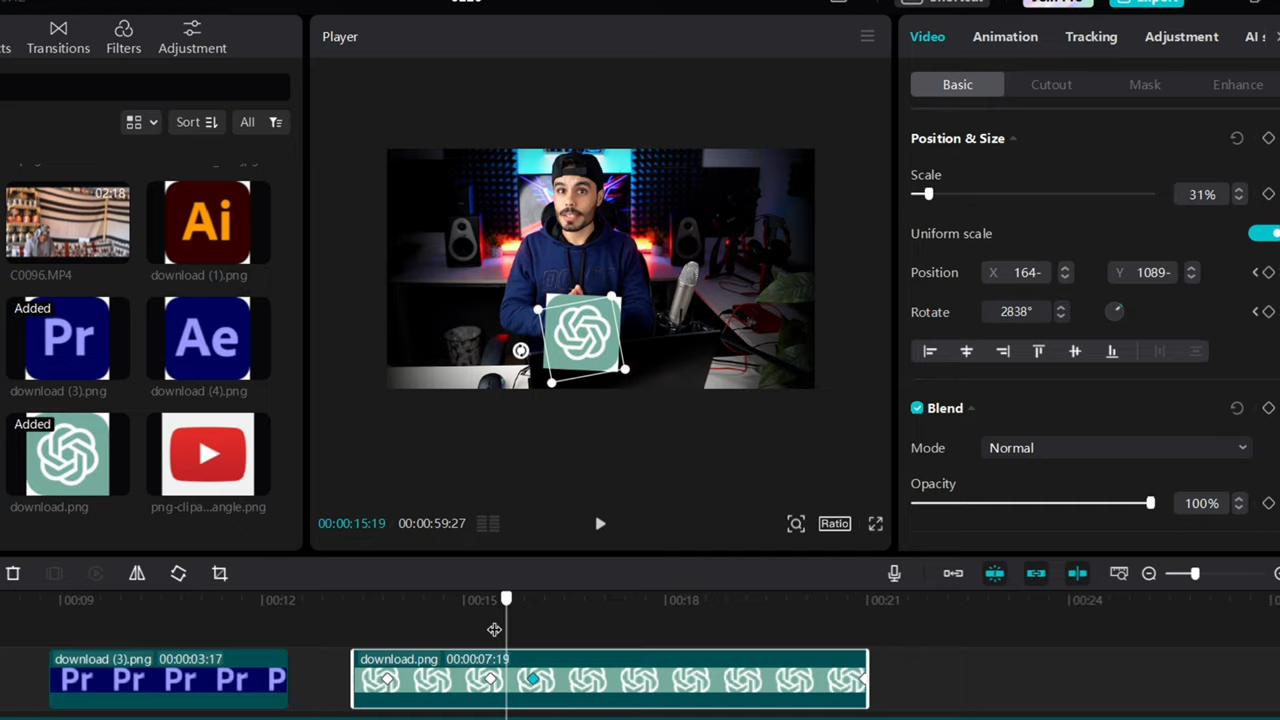 Shortcut
Join Pro
Export
Transitions
Filters
Adjustment
Sort
All
02:18
C0096.MP4
Ai
download (1).png
Added
Pr
download (3).png
Ae
download (4).png
Added
download.png
png-clipa...angle.png
Player
00:00:15:19
00:00:59:27
Ratio
Video
Animation
Tracking
Adjustment
AI s
Basic
Cutout
Mask
Enhance
Position & Size
Scale
31%
Uniform scale
Position
X
164-
Y
1089-
Rotate
2838°
Blend
Mode
Normal
Opacity
100%
00:09
00:12
00:15
00:18
00:21
00:24
download (3).png 00:00:03:17
Pr Pr Pr Pr P
download.png 00:00:07:19